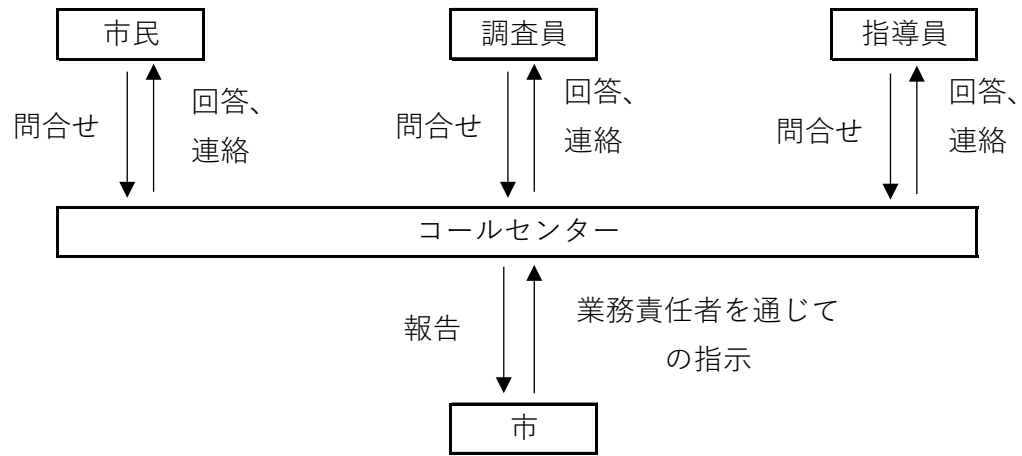 市民
調査員
指導員
問合せ
回答、
連絡
問合せ
回答、
連絡
問合せ
回答、
連絡
コールセンター
報告
業務責任者を通じて
の指示
市